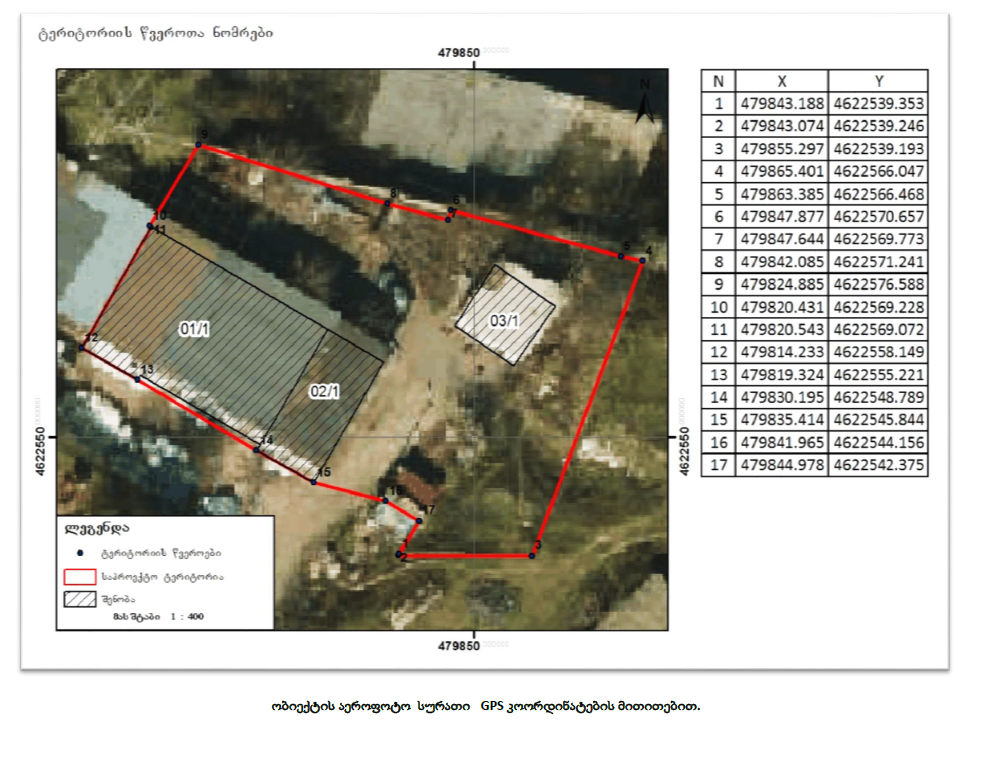 ტერიტორიის წვეროთა ნომრები
479850
N
9
8
6
7
5
4
10
11
01/1
03/1
12
13
02/1
14
15
16
17
1
2
3
4622550
4622550
ლეგენდა
ტერიტორიის წვეროები
საპროექტო ტერიტორია
შენობა
მასშტაბი 1 : 400
479850
N X Y
1 479843.188 4622539.353
2 479843.074 4622539.246
3 479855.297 4622539.193
4 479865.401 4622566.047
5 479863.385 4622566.468
6 479847.877 4622570.657
7 479847.644 4622569.773
8 479842.085 4622571.241
9 479824.885 4622576.588
10 479820.431 4622569.228
11 479820.543 4622569.072
12 479814.233 4622558.149
13 479819.324 4622555.221
14 479830.195 4622548.789
15 479835.414 4622545.844
16 479841.965 4622544.156
17 479844.978 4622542.375
ობიექტის აეროფოტო სურათი GPS კოორდინატების მითითებით.